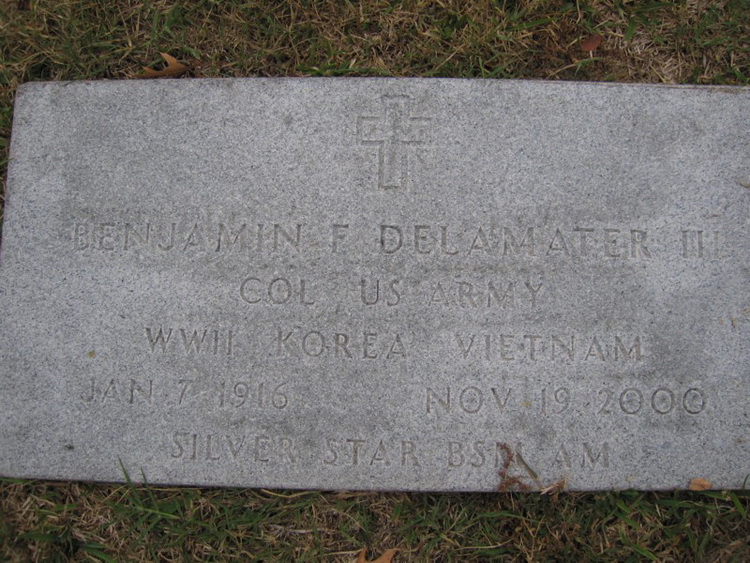 BENJAMIN F DELAMATER III
COL US ARMY
WWII KOREA VIETNAM
JAN 7 1916 NOV 19 2000
SILVER STAR BSM AM